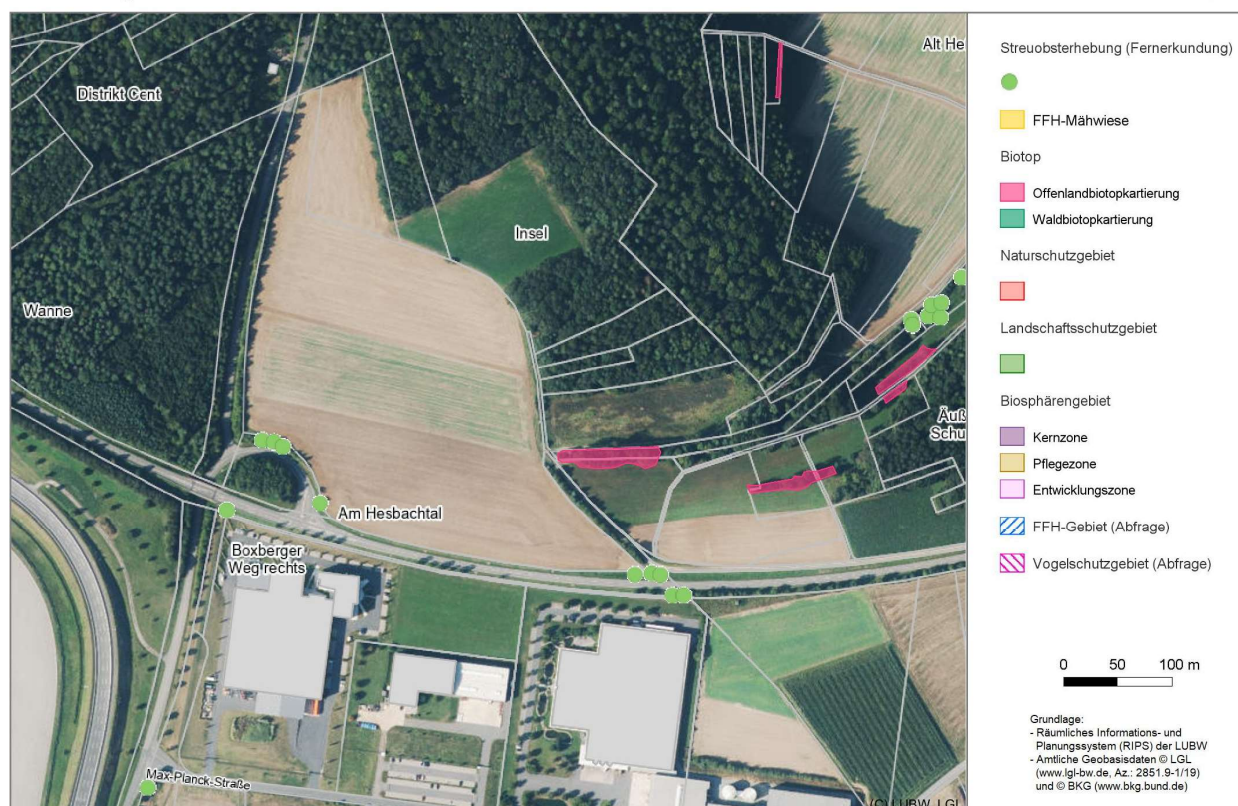 Alt He
Distrikt Cent
Insel
Wanne
Äuß
Schu
Am Hesbachtal
Boxberger
Weg rechts
Max-Planck-Straße
(C) LUBW, LGL
Streuobsterhebung (Fernerkundung)
FFH-Mähwiese
Biotop
Offenlandbiotopkartierung
Waldbiotopkartierung
Naturschutzgebiet
Landschaftsschutzgebiet
Biosphärengebiet
Kernzone
Pflegezone
Entwicklungszone
FFH-Gebiet (Abfrage)
Vogelschutzgebiet (Abfrage)
0 50 100 m
Grundlage:
- Räumliches Informations- und
Planungssystem (RIPS) der LUBW
- Amtliche Geobasisdaten © LGL
(www.lgl-bw.de, Az.: 2851.9-1/19)
und © BKG (www.bkg.bund.de)